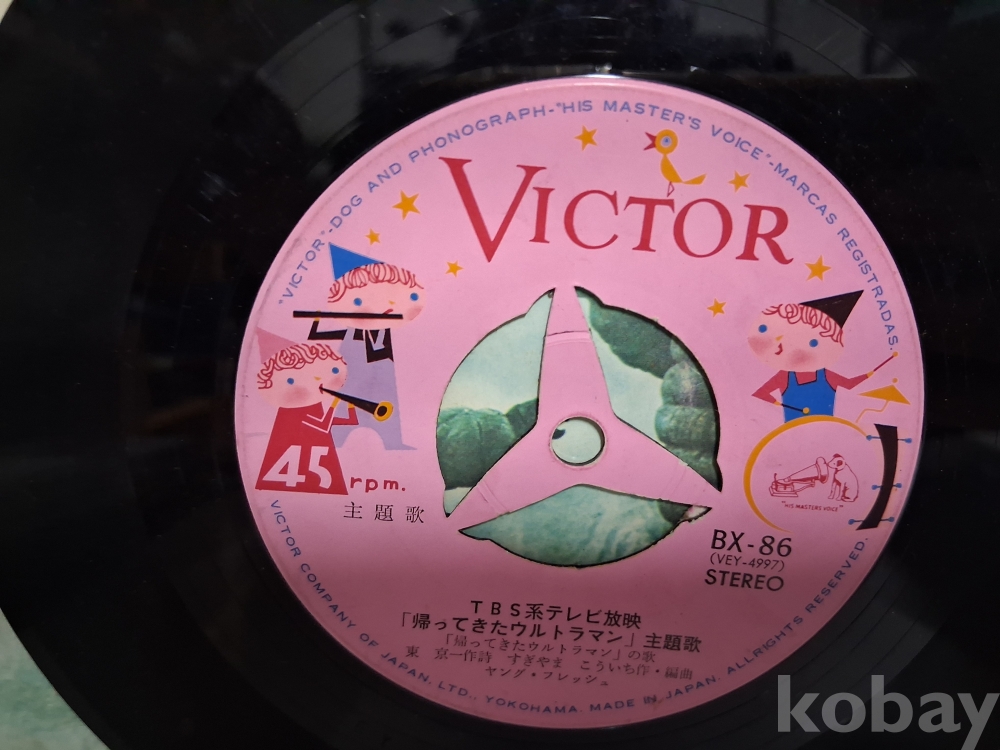 "VICTOR"-DOG AND PHONOGRAPH-"HIS MASTER'S VOICE"-MARCAS REGISTRADAS.
VICTOR
45 rpm.
主題歌
"HIS MASTERS VOICE"
BX-86
(VEY-4997)
STEREO
TBS系テレビ放映
「帰ってきたウルトラマン」主題歌
「帰ってきたウルトラマン」の歌
東 京一作詩 すぎやま こういち作・編曲
ヤング・フレッシュ
VICTOR COMPANY OF JAPAN, LTD., YOKOHAMA. MADE IN JAPAN. ALL RIGHTS RESERVED.
kobay